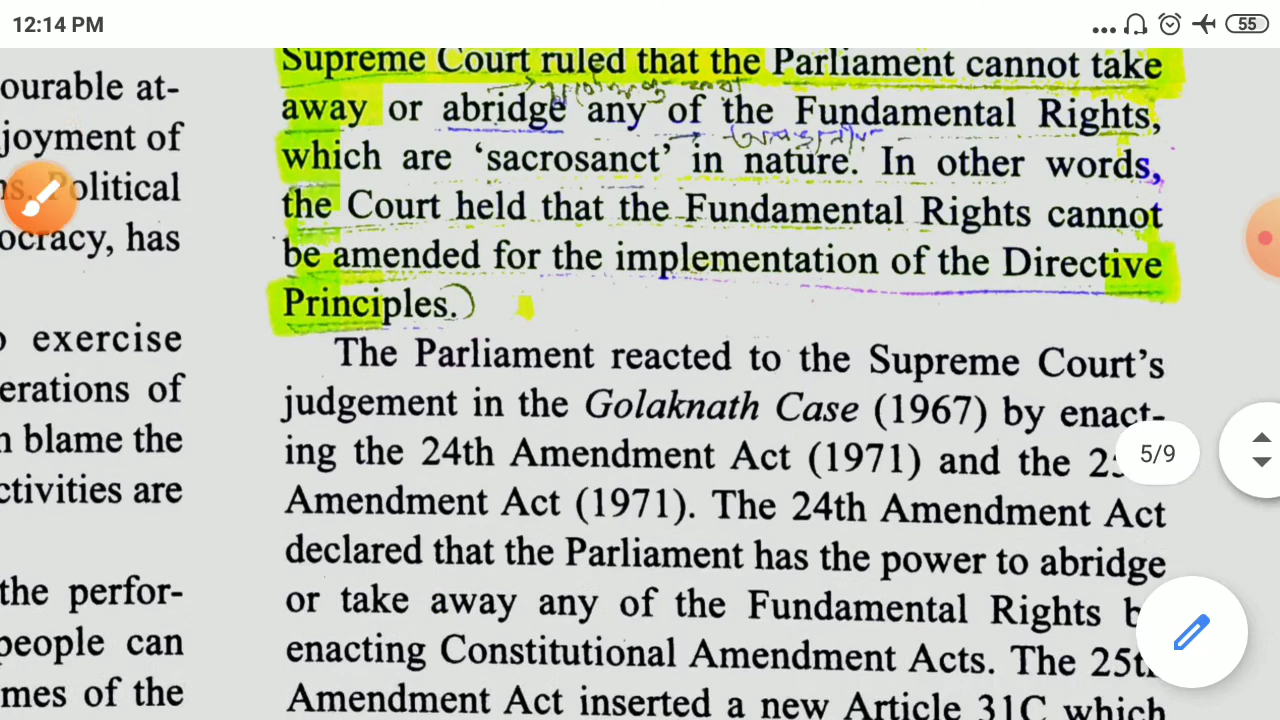 12:14 PM
55
ourable at-
joyment of
Political
ocracy, has
exercise
erations of
blame the
ctivities are
the perfor-
people can
mes of the
Supreme Court ruled that the Parliament cannot take
away or abridge any of the Fundamental Rights,
which are ‘sacrosanct’ in nature. In other words,
the Court held that the Fundamental Rights cannot
be amended for the implementation of the Directive
Principles.)
The Parliament reacted to the Supreme Court’s
judgement in the Golaknath Case (1967) by enact-
ing the 24th Amendment Act (1971) and the
Amendment Act (1971). The 24th Amendment Act
declared that the Parliament has the power to abridge
or take away any of the Fundamental Rights
enacting Constitutional Amendment Acts. The 25t
Amendment Act inserted a new Article 31C which
5/9